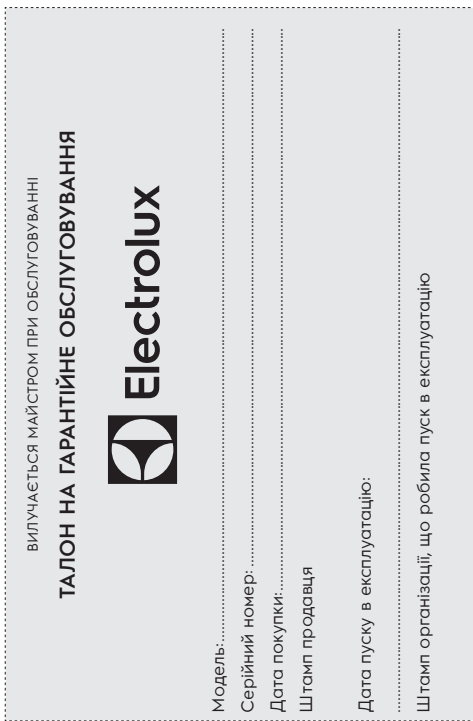 ВИЛУЧАЄТЬСЯ МАЙСТРОМ ПРИ ОБСЛУГОВУВАННІ
ТАЛОН НА ГАРАНТІЙНЕ ОБСЛУГОВУВАННЯ
Electrolux
Модель:
Серійний номер:
Дата покупки:
Штамп продавця
Дата пуску в експлуатацію:
Штамп організації, що робила пуск в експлуатацію